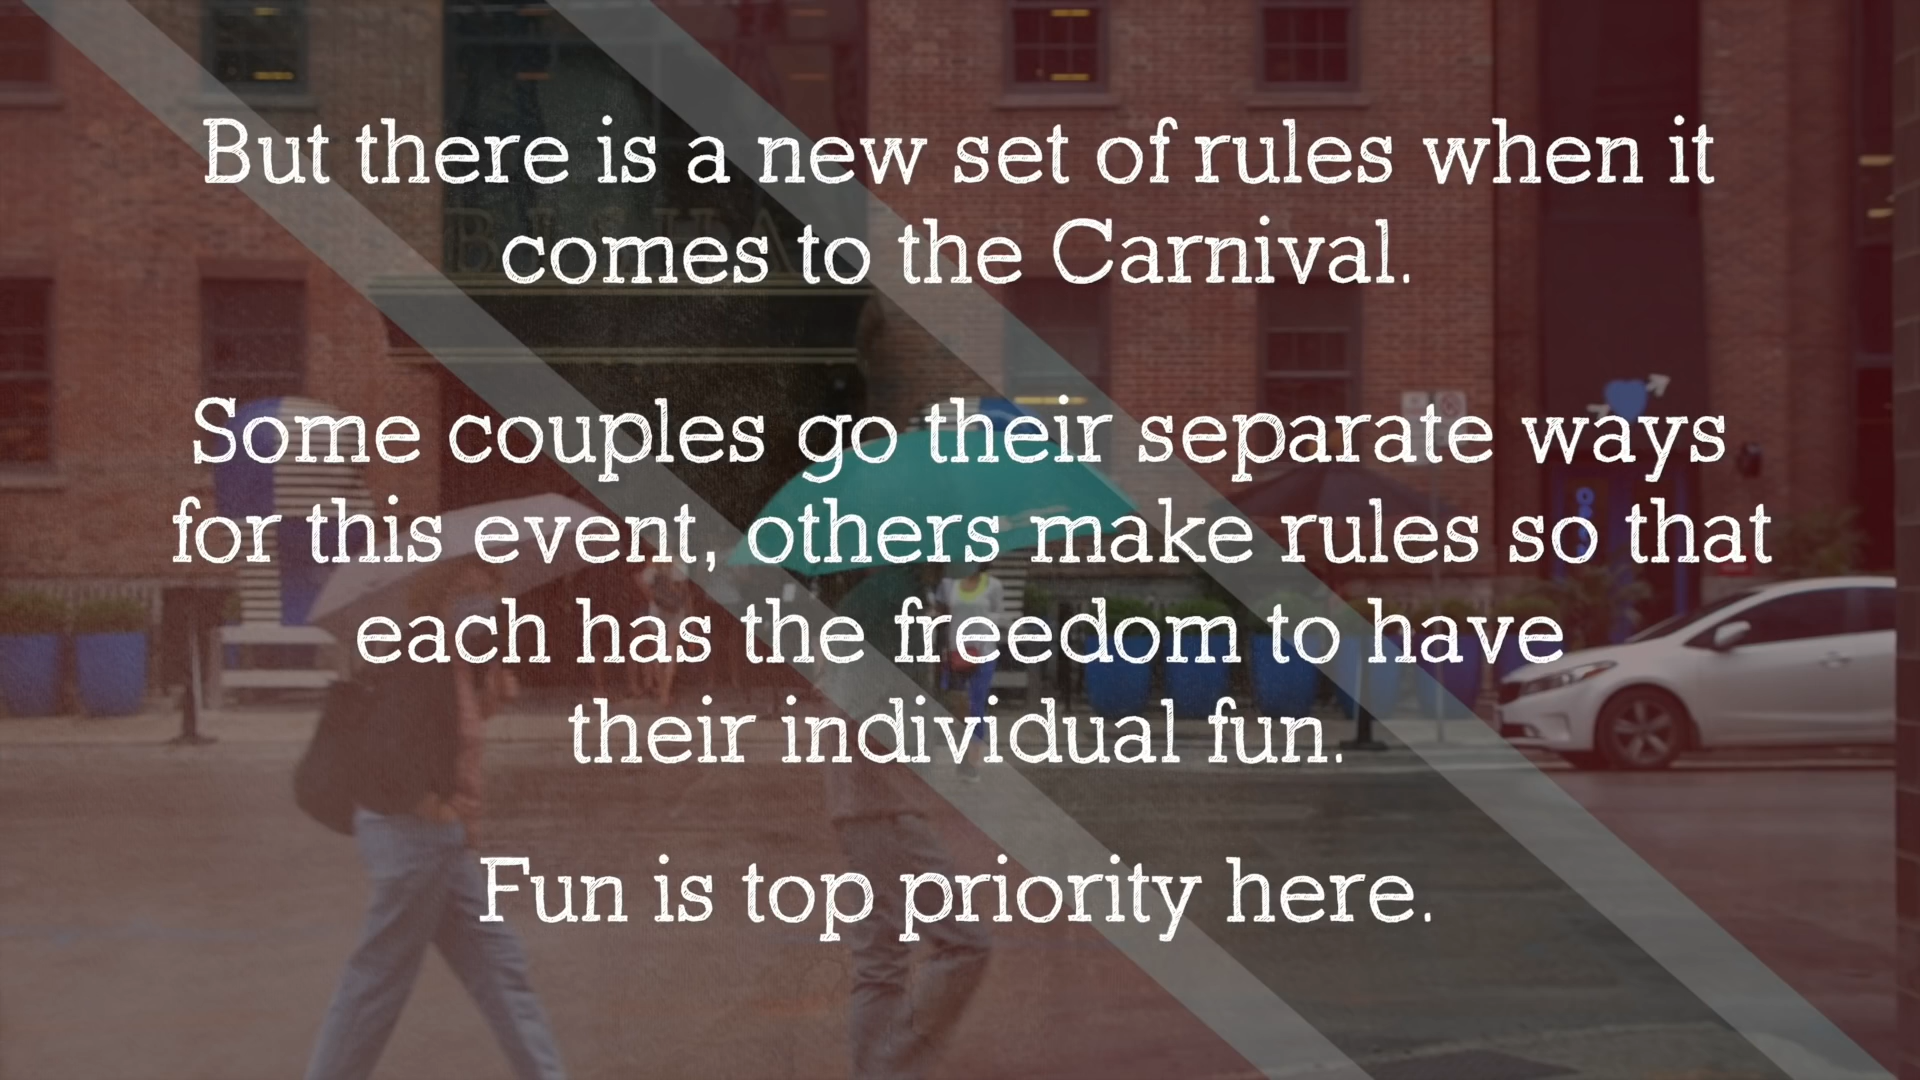 But there is a new set of rules when it
comes to the Carnival.
Some couples go their separate ways
for this event, others make rules so that
each has the freedom to have
their individual fun.
Fun is top priority here.